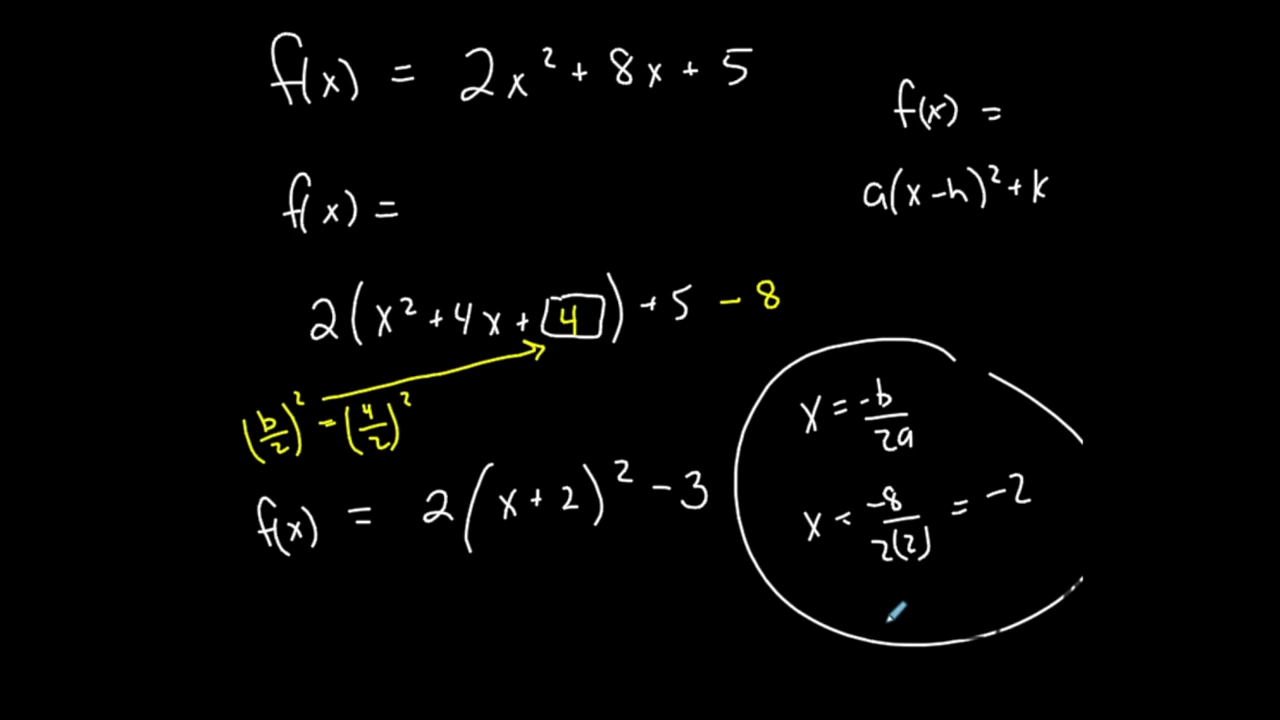 f(x) = 2x² + 8x + 5
f(x) =
a(x-h)² + k
f(x) =
2(x² + 4x + 4) + 5 - 8
(b/2)² = (4/2)²
f(x) = 2(x + 2)² - 3
x = -b/2a
x = -8/2(2) = -2